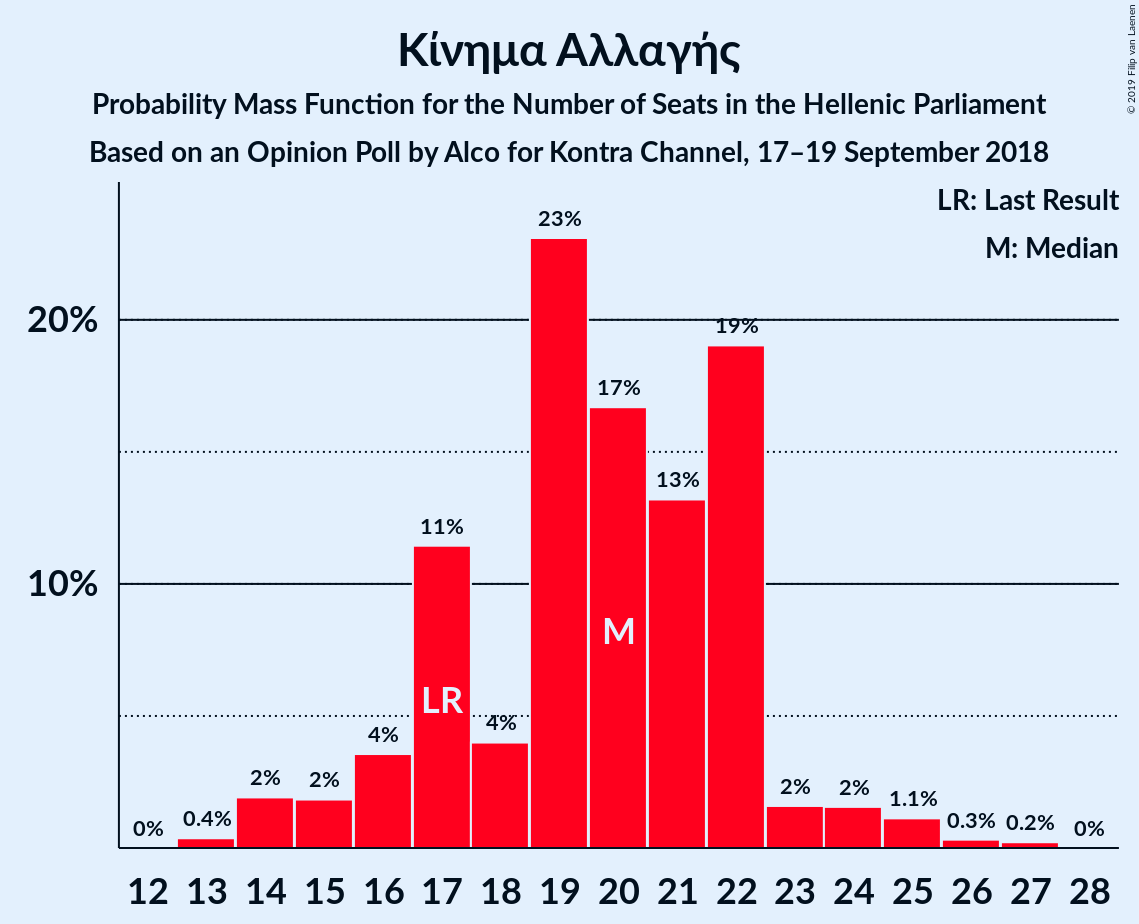 Κίνημα Αλλαγής
Probability Mass Function for the Number of Seats in the Hellenic Parliament
Based on an Opinion Poll by Alco for Kontra Channel, 17–19 September 2018
© 2019 Filip van Laenen
LR: Last Result
M: Median
20%
10%
0%
0.4%
2%
2%
4%
11%
4%
23%
17%
13%
19%
2%
2%
1.1%
0.3%
0.2%
0%
LR
M
12 13 14 15 16 17 18 19 20 21 22 23 24 25 26 27 28